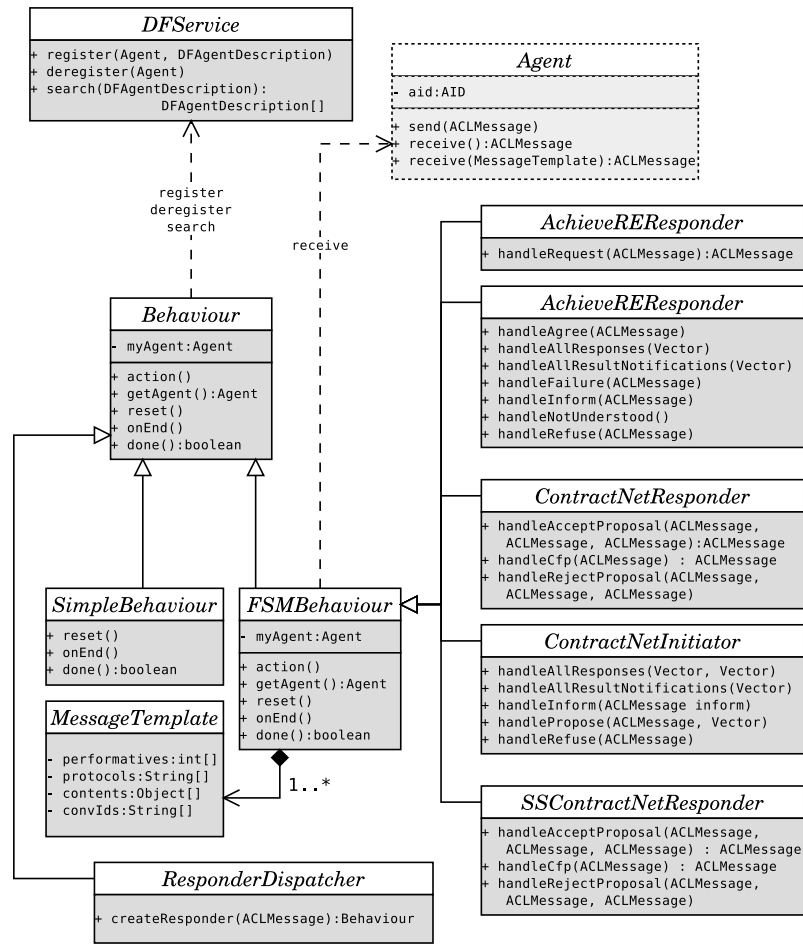 DFService
+ register(Agent, DFAgentDescription)
+ deregister(Agent)
+ search(DFAgentDescription):
DFAgentDescription[]
Agent
- aid:AID
+ send(ACLMessage)
+ receive():ACLMessage
+ receive(MessageTemplate):ACLMessage
register
deregister
search
receive
Behaviour
- myAgent:Agent
+ action()
+ getAgent():Agent
+ reset()
+ onEnd()
+ done():boolean
AchieveREResponder
+ handleRequest(ACLMessage):ACLMessage
AchieveREResponder
+ handleAgree(ACLMessage)
+ handleAllResponses(Vector)
+ handleAllResultNotifications(Vector)
+ handleFailure(ACLMessage)
+ handleInform(ACLMessage)
+ handleNotUnderstood()
+ handleRefuse(ACLMessage)
ContractNetResponder
+ handleAcceptProposal(ACLMessage,
ACLMessage, ACLMessage):ACLMessage
+ handleCfp(ACLMessage) : ACLMessage
+ handleRejectProposal(ACLMessage,
ACLMessage, ACLMessage)
SimpleBehaviour
+ reset()
+ onEnd()
+ done():boolean
FSMBehaviour
- myAgent:Agent
+ action()
+ getAgent():Agent
+ reset()
+ onEnd()
+ done():boolean
ContractNetInitiator
+ handleAllResponses(Vector, Vector)
+ handleAllResultNotifications(Vector)
+ handleInform(ACLMessage inform)
+ handlePropose(ACLMessage, Vector)
+ handleRefuse(ACLMessage)
MessageTemplate
- performatives:int[]
- protocols:String[]
- contents:Object[]
- convIds:String[]
1..*
SSContractNetResponder
+ handleAcceptProposal(ACLMessage,
ACLMessage, ACLMessage) : ACLMessage
+ handleCfp(ACLMessage) : ACLMessage
+ handleRejectProposal(ACLMessage,
ACLMessage, ACLMessage)
ResponderDispatcher
+ createResponder(ACLMessage):Behaviour